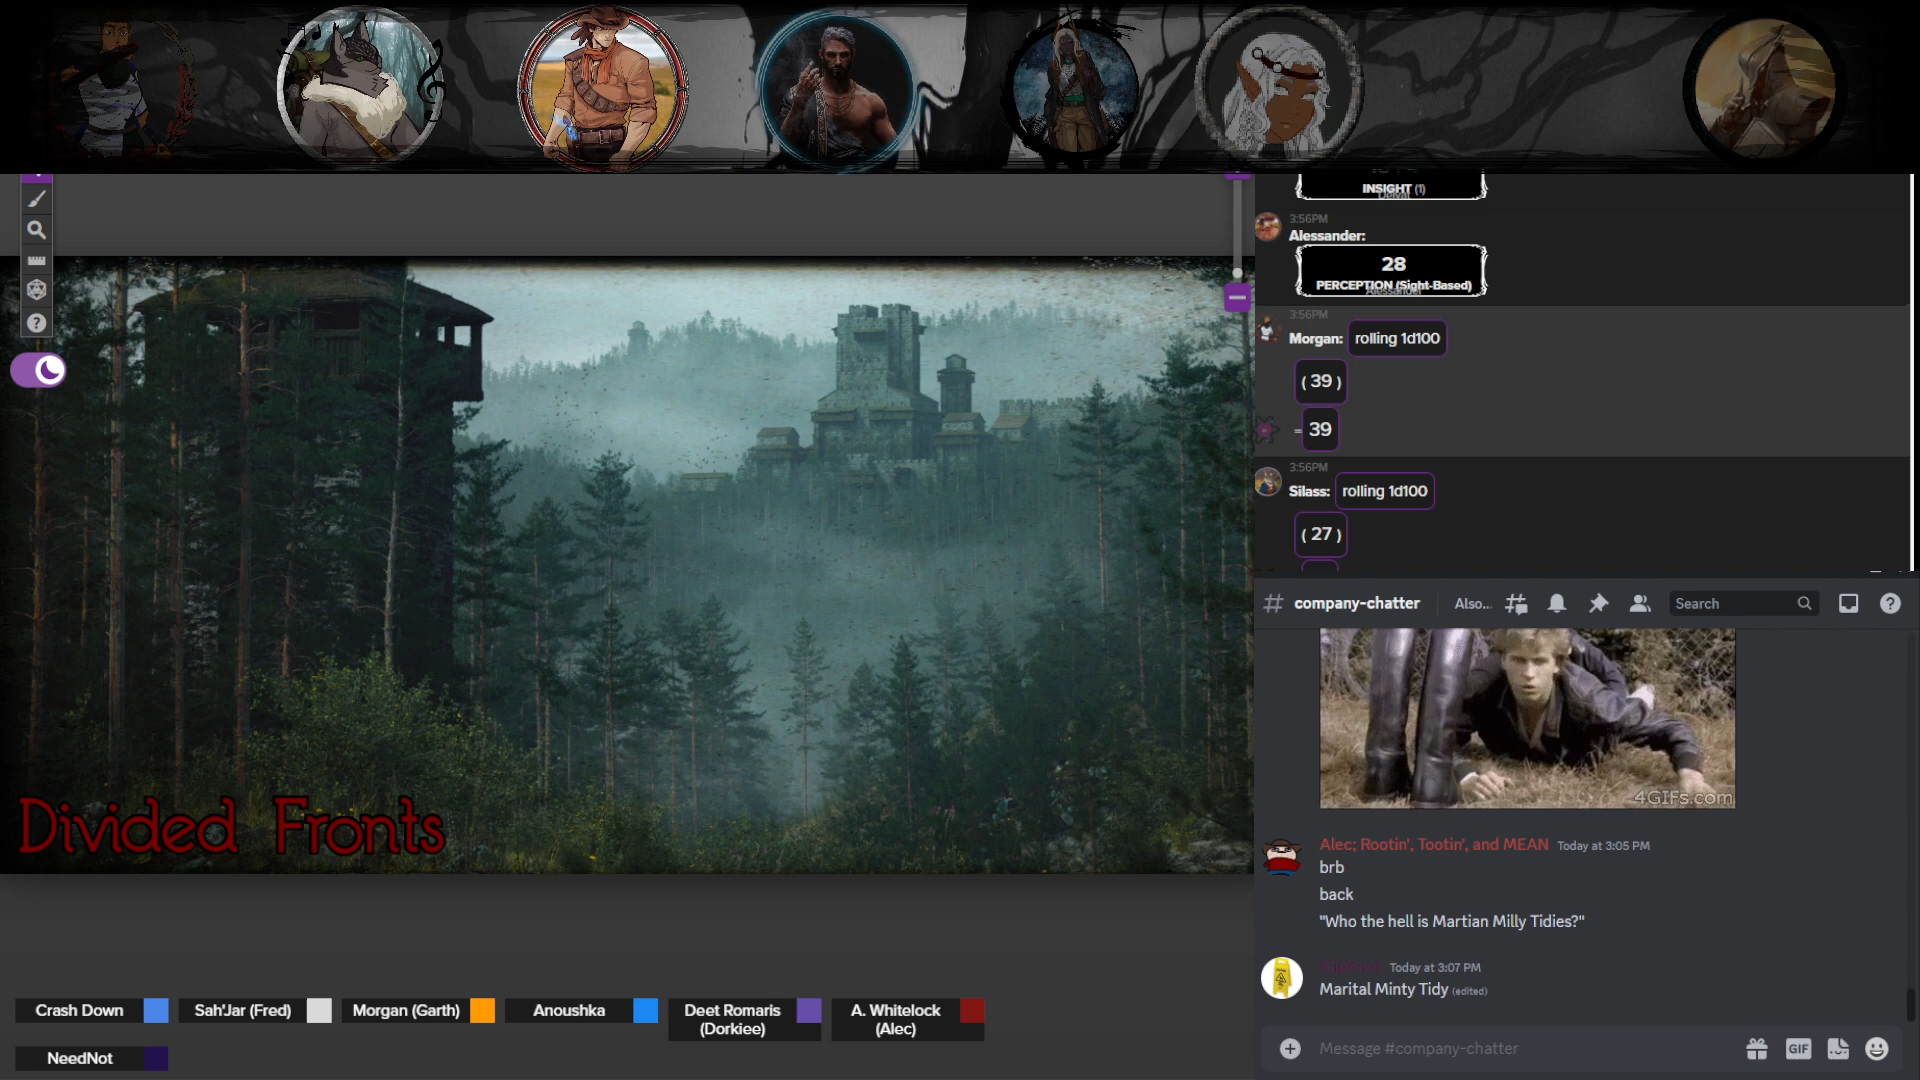 INSIGHT (1)
3:56PM
Alessander:
28
PERCEPTION (Sight-Based)
Alessander
3:56PM
Morgan: rolling 1d100
( 39 )
= 39
3:56PM
Silass: rolling 1d100
( 27 )
Divided Fronts
company-chatter
Also...
Search
4GIFs.com
Alec; Rootin', Tootin', and MEAN Today at 3:05 PM
brb
back
"Who the hell is Martian Milly Tidies?"
Today at 3:07 PM
Marital Minty Tidy (edited)
Message #company-chatter
GIF
Crash Down
Sah'Jar (Fred)
Morgan (Garth)
Anoushka
Deet Romaris
(Dorkiee)
A. Whitelock
(Alec)
NeedNot